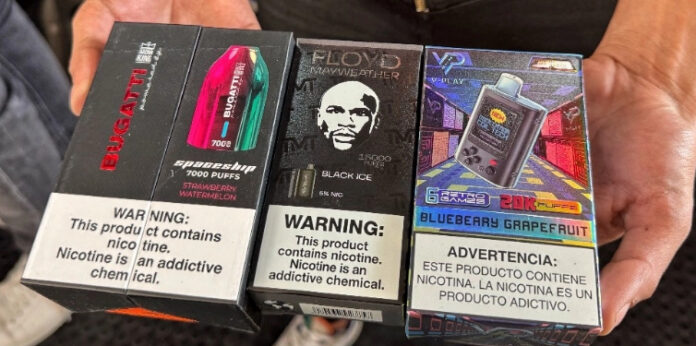 BUGATTI
BUGATTI
7000
SPACESHIP
7000 PUFFS
STRAWBERRY
WATERMELON
WARNING:
This product contains
nicotine.
Nicotine is an addictive
chemical.
FLOYD
MAYWEATHER
15000
PUFFS
BLACK ICE
5% NIC
WARNING:
This product
contains nicotine.
Nicotine is an
addictive chemical.
VP
V-PLAY
6 RETRO
GAMES
20K PUFFS
BLUEBERRY GRAPEFRUIT
ADVERTENCIA:
ESTE PRODUCTO CONTIENE
NICOTINA. LA NICOTINA ES UN
PRODUCTO ADICTIVO.